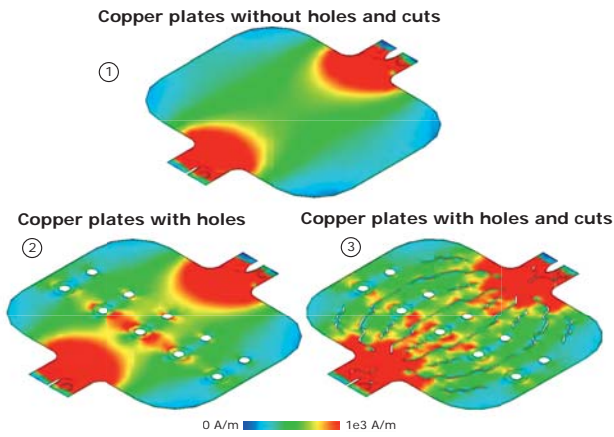 Copper plates without holes and cuts
1
Copper plates with holes
2
Copper plates with holes and cuts
3
0 A/m 1e3 A/m